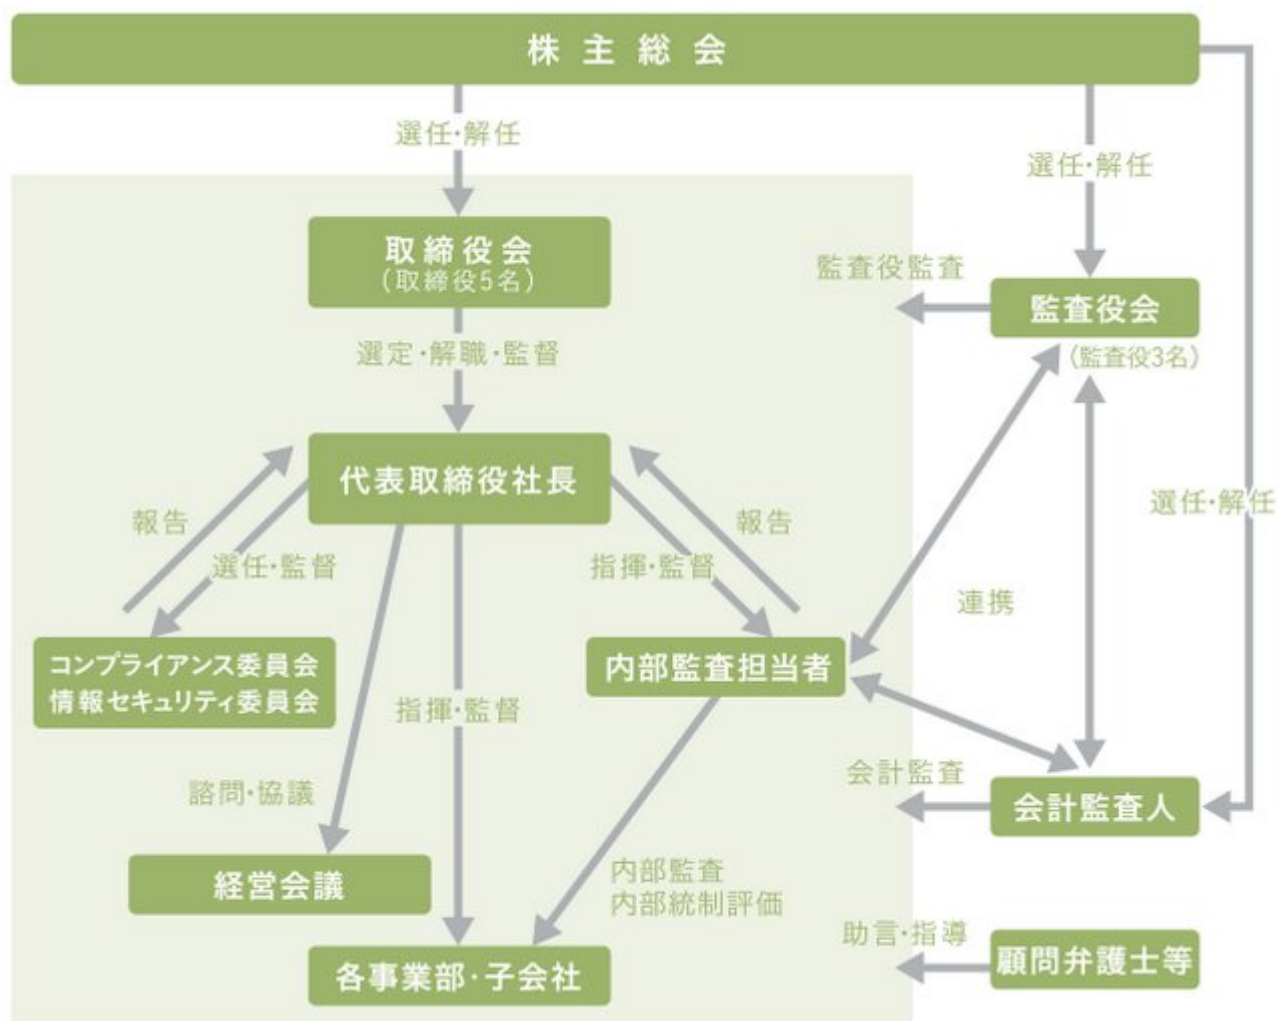 株主総会
選任・解任
選任・解任
取締役会
（取締役5名）
監査役監査
監査役会
（監査役3名）
選定・解職・監督
代表取締役社長
報告
選任・監督
指揮・監督
報告
選任・解任
連携
コンプライアンス委員会
情報セキュリティ委員会
内部監査担当者
指揮・監督
諮問・協議
会計監査
会計監査人
経営会議
内部監査
内部統制評価
助言・指導
顧問弁護士等
各事業部・子会社